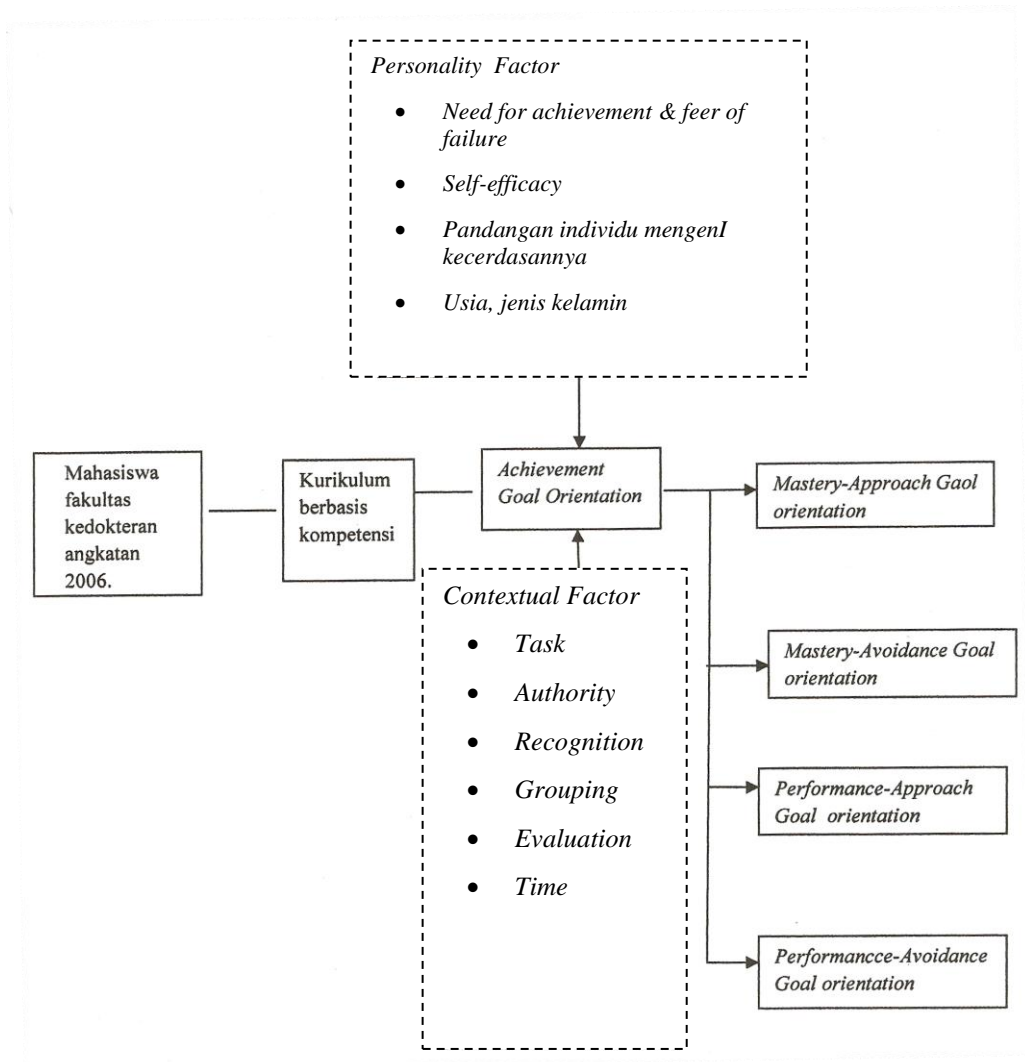 Personality Factor
• Need for achievement & feer of
failure
• Self-efficacy
• Pandangan individu mengenI
kecerdasannya
• Usia, jenis kelamin
Mahasiswa
fakultas
kedokteran
angkatan
2006.
Kurikulum
berbasis
kompetensi
Achievement
Goal Orientation
Mastery-Approach Gaol
orientation
Contextual Factor
• Task
• Authority
• Recognition
• Grouping
• Evaluation
• Time
Mastery-Avoidance Goal
orientation
Performance-Approach
Goal orientation
Performancce-Avoidance
Goal orientation